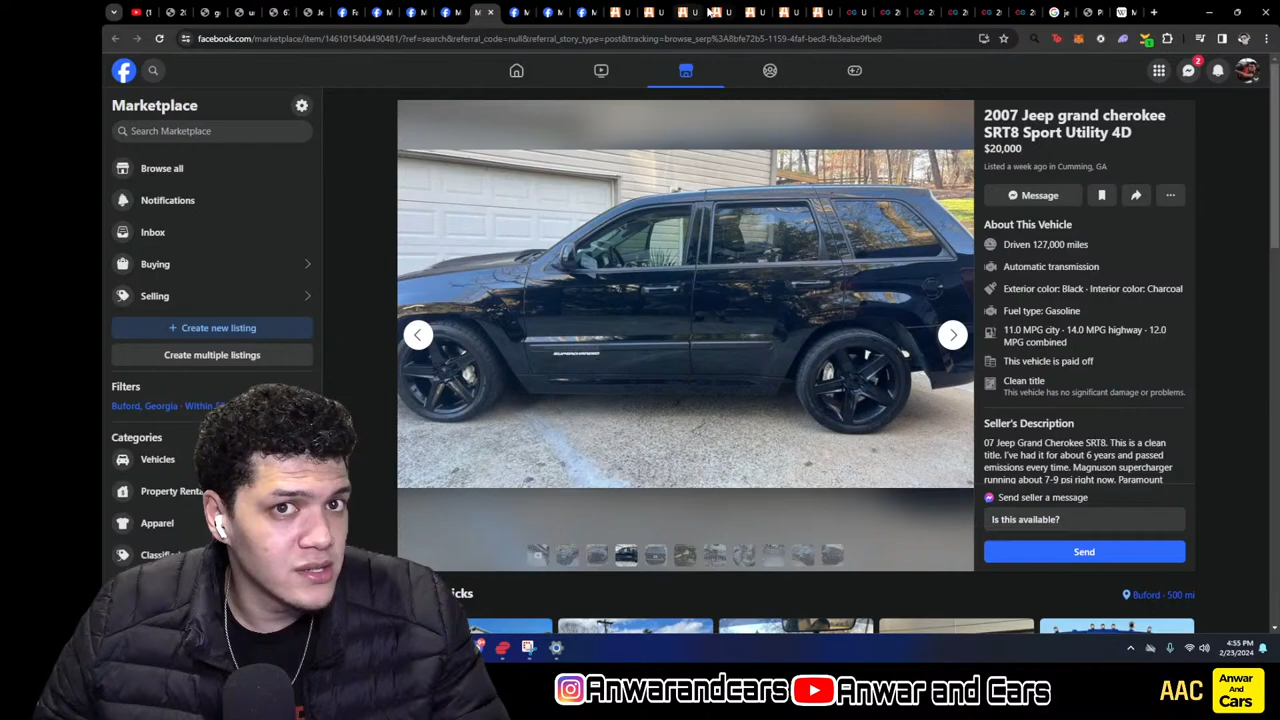 facebook.com/marketplace/item/1461015404490481/?ref=search&referral_code=null&referral_story_type=post&tracking=browse_serp%3A8bfe72b5-1159-4faf-bec8-fb3eabe9fbe8
2
Marketplace
Search Marketplace
Browse all
Notifications
Inbox
Buying
Selling
+ Create new listing
Create multiple listings
Filters
Buford, Georgia · Within
Categories
Vehicles
Property Renta
Apparel
Classifi
SUPERCHARGED
2007 Jeep grand cherokee
SRT8 Sport Utility 4D
$20,000
Listed a week ago in Cumming, GA
Message
About This Vehicle
Driven 127,000 miles
Automatic transmission
Exterior color: Black · Interior color: Charcoal
Fuel type: Gasoline
11.0 MPG city · 14.0 MPG highway · 12.0
MPG combined
This vehicle is paid off
Clean title
This vehicle has no significant damage or problems.
Seller's Description
07 Jeep Grand Cherokee SRT8. This is a clean
title. I've had it for about 6 years and passed
emissions every time. Magnuson supercharger
running about 7-9 psi right now. Paramount
Send seller a message
Is this available?
Send
icks
Buford · 500 mi
4:55 PM
2/23/2024
@Anwarandcars
Anwar and Cars
AAC
Anwar
and
Cars